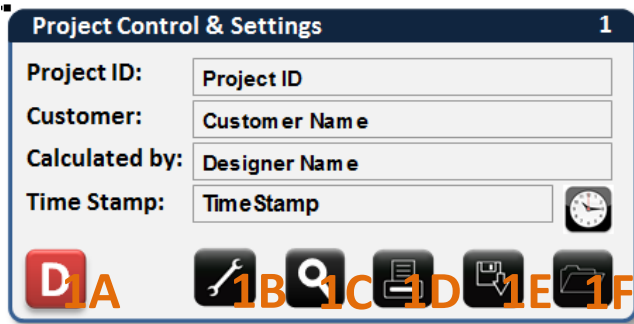 Project Control & Settings 1
Project ID: Project ID
Customer: Customer Name
Calculated by: Designer Name
Time Stamp: TimeStamp
D 1A 1B 1C 1D 1E 1F